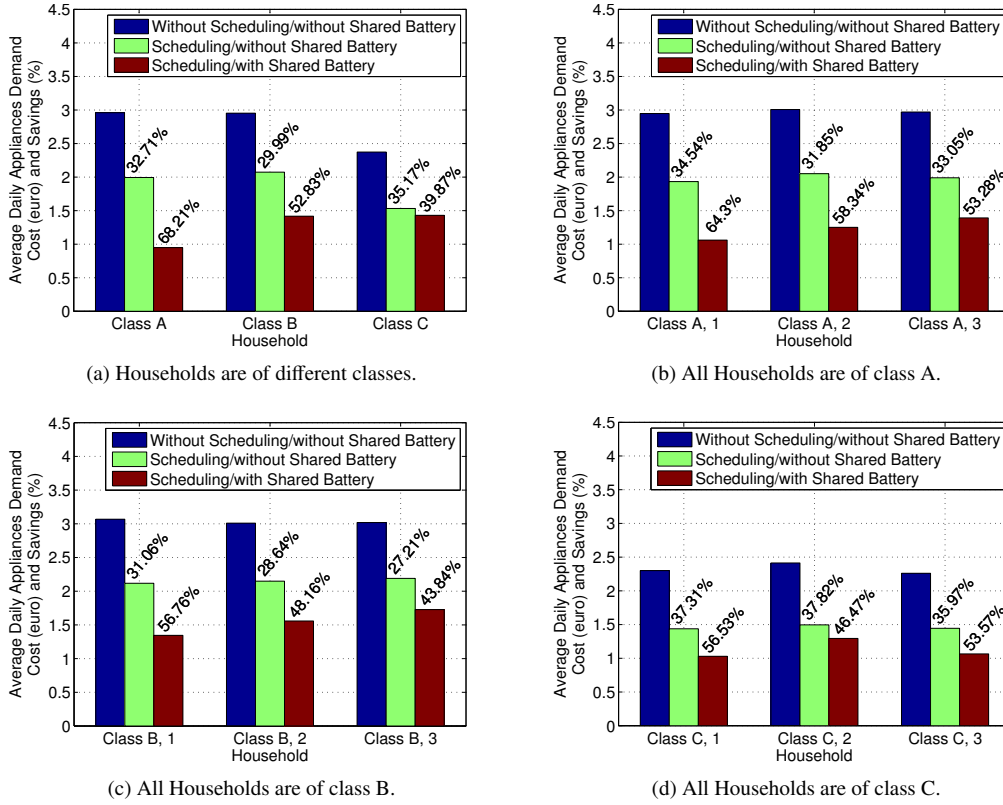 4.5
4
3.5
3
2.5
2
1.5
1
0.5
0
Average Daily Appliances Demand
Cost (euro) and Savings (%)
Without Scheduling/without Shared Battery
Scheduling/without Shared Battery
Scheduling/with Shared Battery
32.71%
68.21%
29.99%
52.83%
35.17%
39.87%
Class A
Class B
Class C
Household
(a) Households are of different classes.
4.5
4
3.5
3
2.5
2
1.5
1
0.5
0
Average Daily Appliances Demand
Cost (euro) and Savings (%)
Without Scheduling/without Shared Battery
Scheduling/without Shared Battery
Scheduling/with Shared Battery
34.54%
64.3%
31.85%
58.34%
33.05%
53.28%
Class A, 1
Class A, 2
Class A, 3
Household
(b) All Households are of class A.
4.5
4
3.5
3
2.5
2
1.5
1
0.5
0
Average Daily Appliances Demand
Cost (euro) and Savings (%)
Without Scheduling/without Shared Battery
Scheduling/without Shared Battery
Scheduling/with Shared Battery
31.06%
56.76%
28.64%
48.16%
27.21%
43.84%
Class B, 1
Class B, 2
Class B, 3
Household
(c) All Households are of class B.
4.5
4
3.5
3
2.5
2
1.5
1
0.5
0
Average Daily Appliances Demand
Cost (euro) and Savings (%)
Without Scheduling/without Shared Battery
Scheduling/without Shared Battery
Scheduling/with Shared Battery
37.31%
56.53%
37.82%
46.47%
35.97%
53.57%
Class C, 1
Class C, 2
Class C, 3
Household
(d) All Households are of class C.